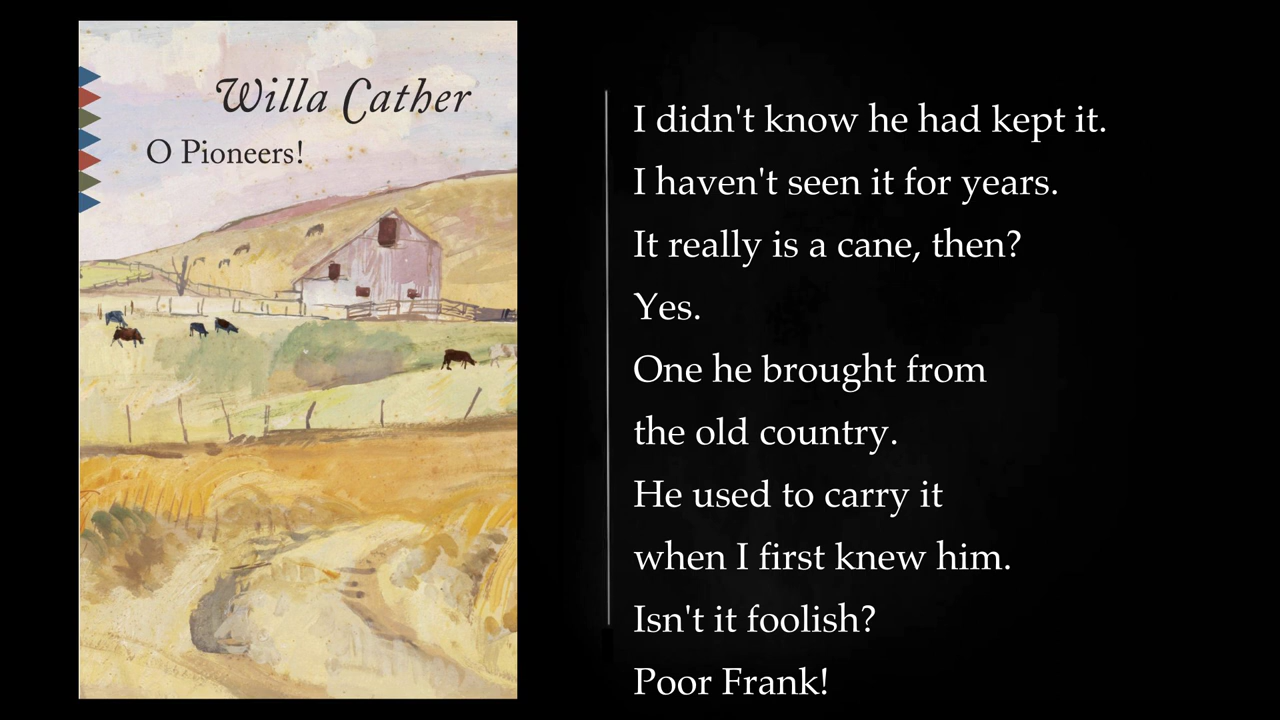 Willa Cather
O Pioneers!
I didn't know he had kept it.
I haven't seen it for years.
It really is a cane, then?
Yes.
One he brought from
the old country.
He used to carry it
when I first knew him.
Isn't it foolish?
Poor Frank!